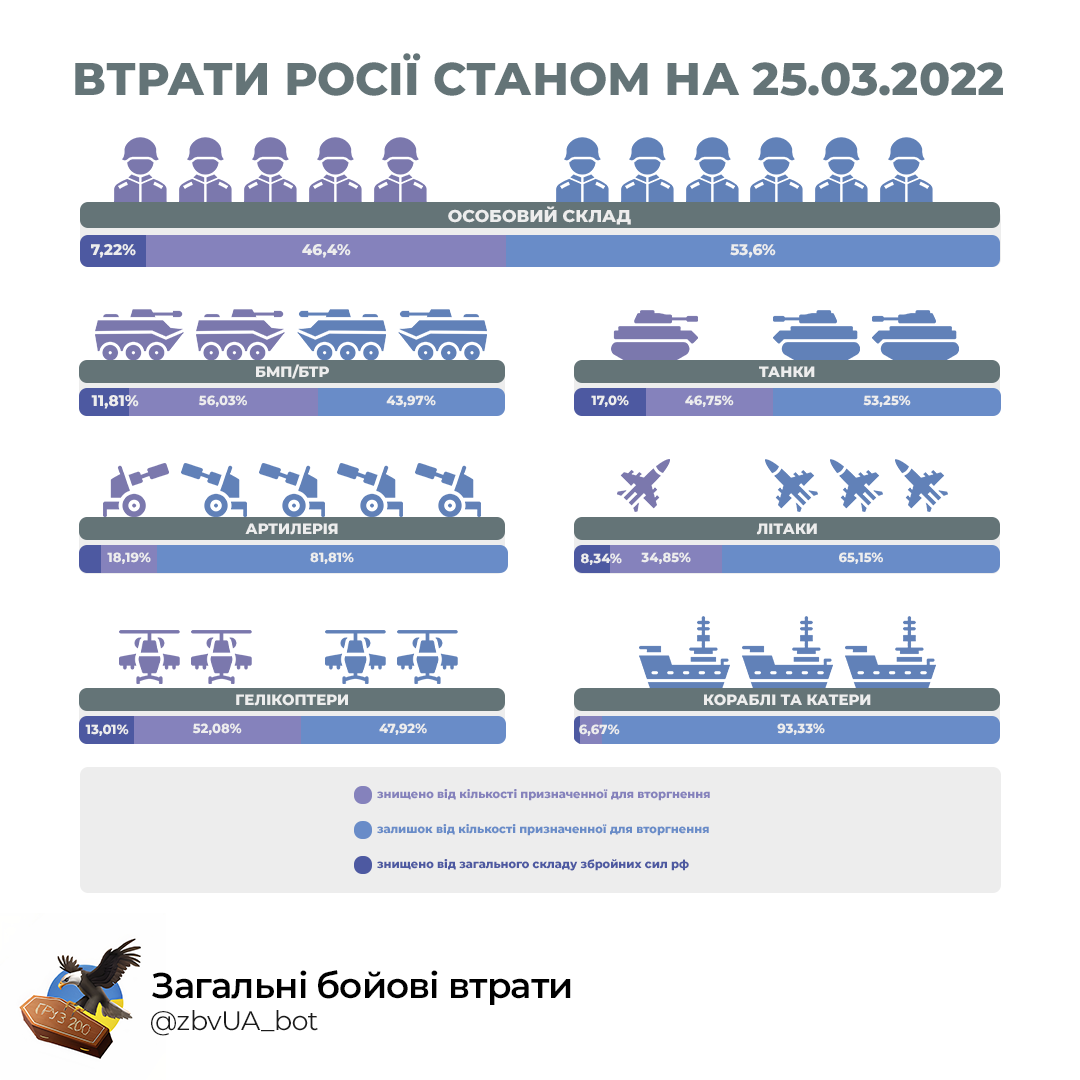 ВТРАТИ РОСІЇ СТАНОМ НА 25.03.2022
ОСОБОВИЙ СКЛАД
7,22% 46,4% 53,6%
БМП/БТР
11,81% 56,03% 43,97%
ТАНКИ
17,0% 46,75% 53,25%
АРТИЛЕРІЯ
18,19% 81,81%
ЛІТАКИ
8,34% 34,85% 65,15%
ГЕЛІКОПТЕРИ
13,01% 52,08% 47,92%
КОРАБЛІ ТА КАТЕРИ
6,67% 93,33%
знищено від кількості призначенної для вторгнення
залишок від кількості призначенної для вторгнення
знищено від загального складу збройних сил рф
ГРУЗ 200
Загальні бойові втрати
@zbvUA_bot